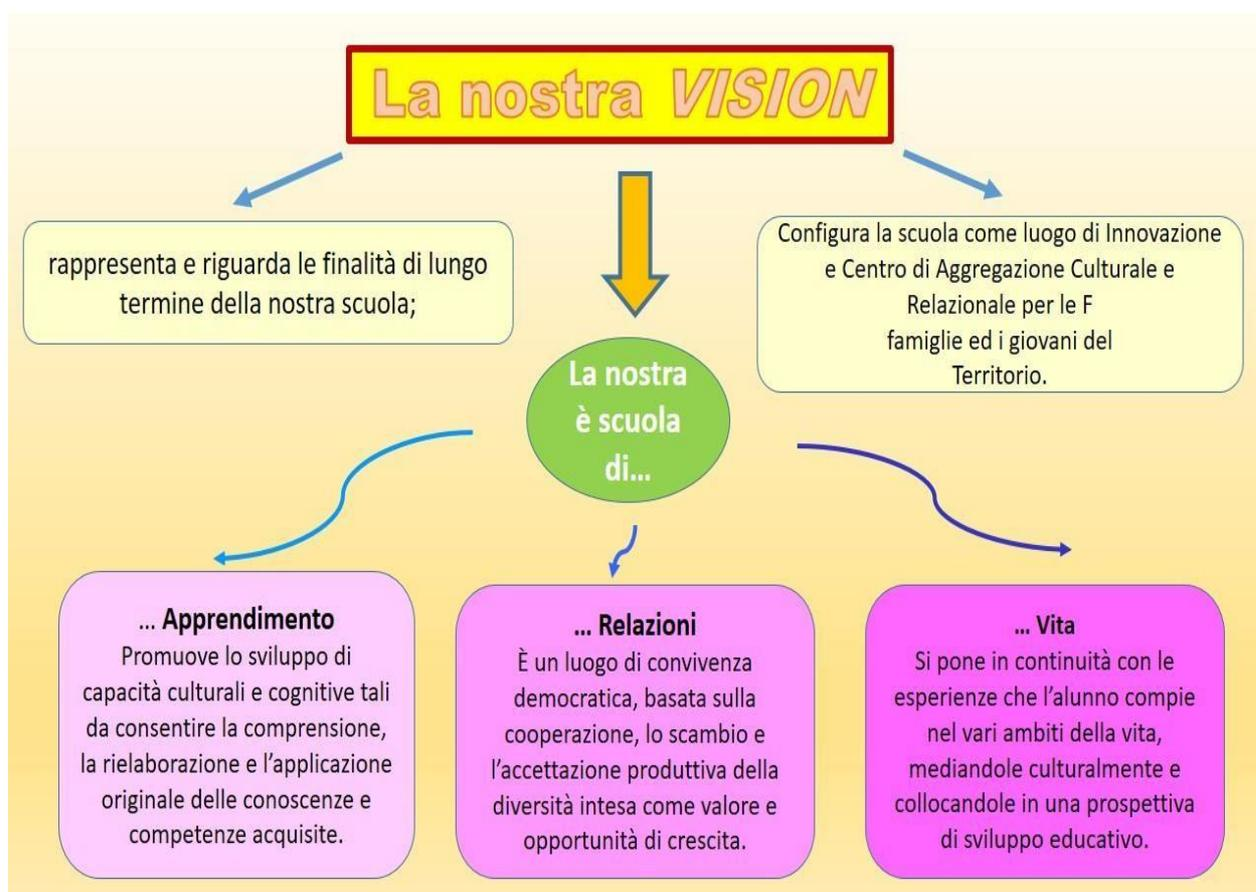 La nostra VISION
rappresenta e riguarda le finalità di lungo
termine della nostra scuola;
Configura la scuola come luogo di Innovazione
e Centro di Aggregazione Culturale e
Relazionale per le F
famiglie ed i giovani del
Territorio.
La nostra
è scuola
di...
... Apprendimento
Promuove lo sviluppo di
capacità culturali e cognitive tali
da consentire la comprensione,
la rielaborazione e l'applicazione
originale delle conoscenze e
competenze acquisite.
... Relazioni
È un luogo di convivenza
democratica, basata sulla
cooperazione, lo scambio e
l'accettazione produttiva della
diversità intesa come valore e
opportunità di crescita.
... Vita
Si pone in continuità con le
esperienze che l'alunno compie
nel vari ambiti della vita,
mediandole culturalmente e
collocandole in una prospettiva
di sviluppo educativo.